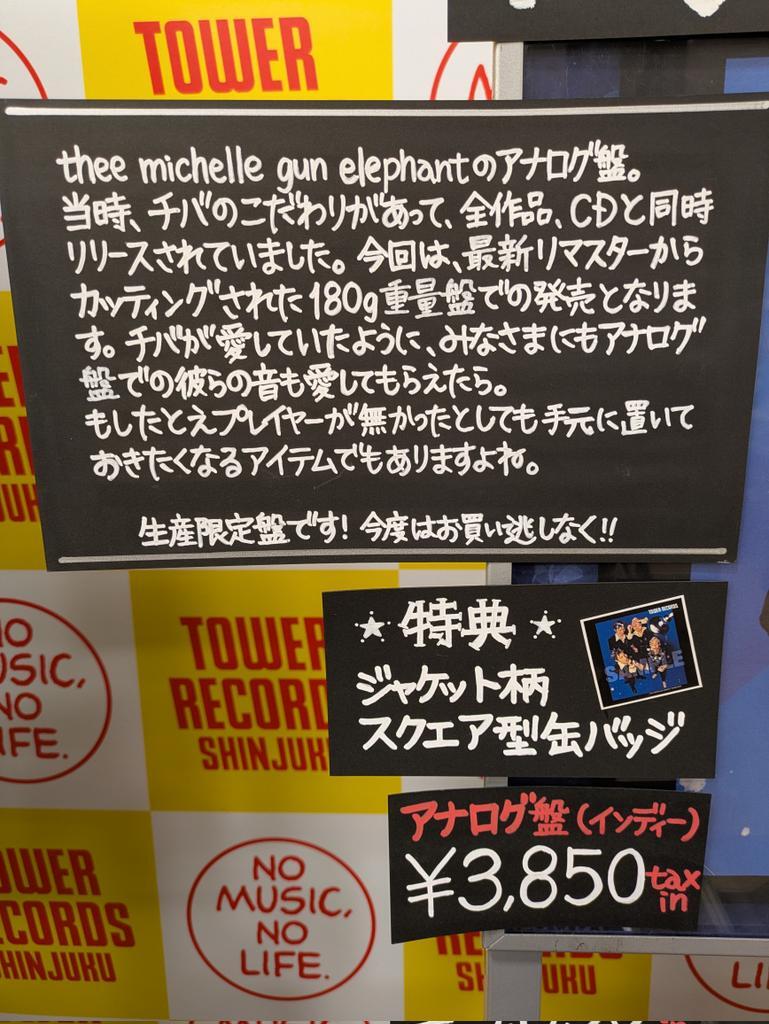 TOWER
thee michelle gun elephantのアナログ盤。
当時、チバのこだわりがあって、全作品、CDと同時
リリースされていました。今回は、最新リマスターから
カッティングされた180g重量盤での発売となりま
す。チバが愛していたように、みなさまにもアナログ
盤での彼らの音も愛してもらえたら。
もしたとえプレイヤーが無かったとしても手元に置いて
おきたくなるアイテムでもありますよね。
生産限定盤です!今度はお買い逃しなく!!
★特典★
ジャケット柄
スクエア型缶バッジ
TOWER RECORDS
SAMPLE
アナログ盤(インディー)
¥3,850 tax in
NO
MUSIC,
NO
LIFE.
TOWER
RECORDS
SHINJUKU
TOWER
RECORDS
SHINJUKU
NO
MUSIC,
NO
LIFE.
RECORDS
SHINJUKU